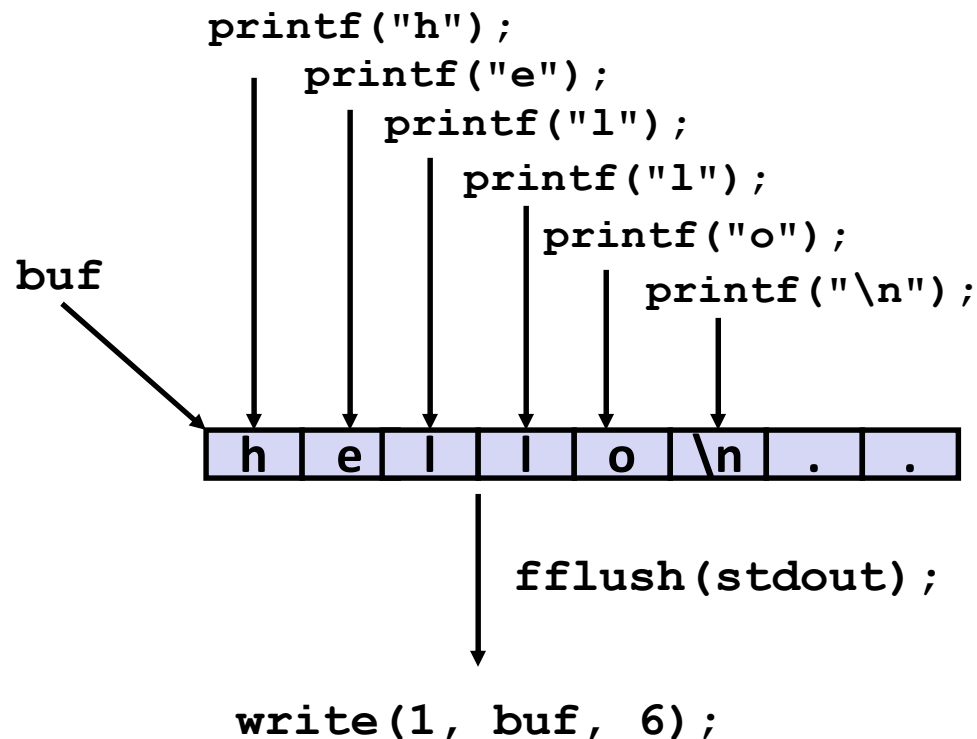 printf("h");
printf("e");
printf("l");
printf("l");
printf("o");
buf
printf("\n");
h e l l o \n . .
fflush(stdout);
write(1, buf, 6);